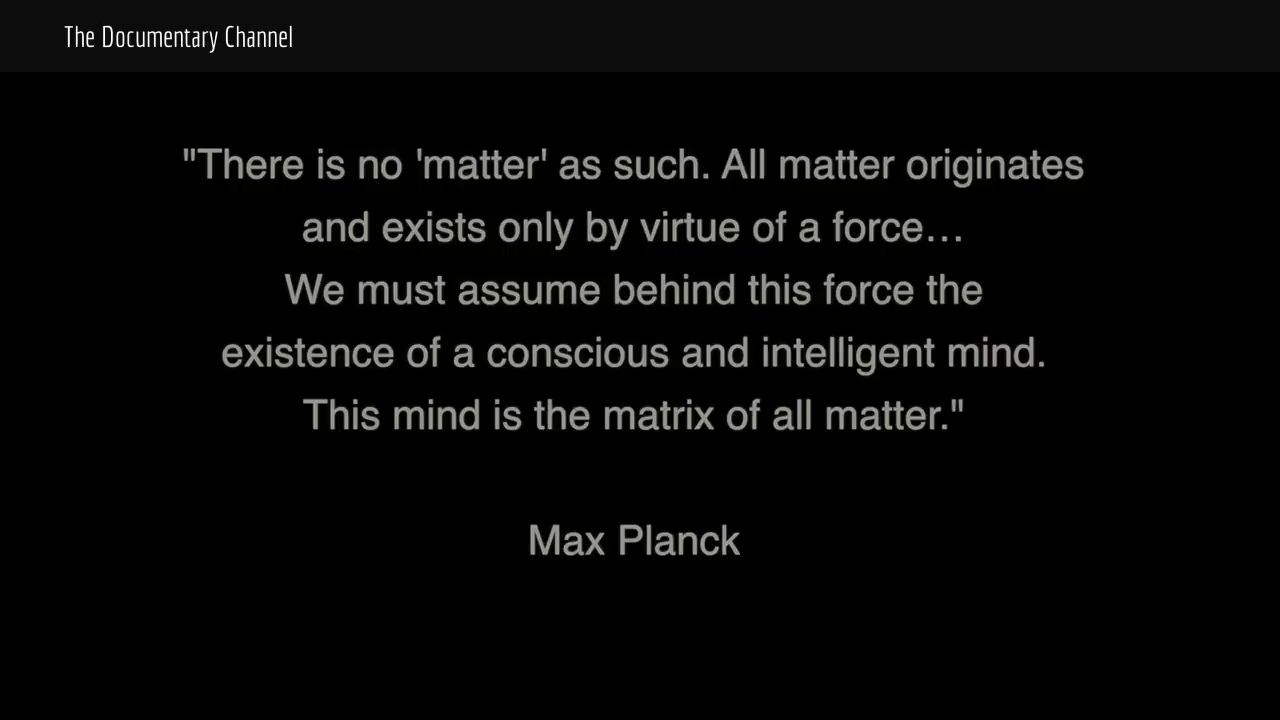 The Documentary Channel
"There is no 'matter' as such. All matter originates
and exists only by virtue of a force…
We must assume behind this force the
existence of a conscious and intelligent mind.
This mind is the matrix of all matter."
Max Planck